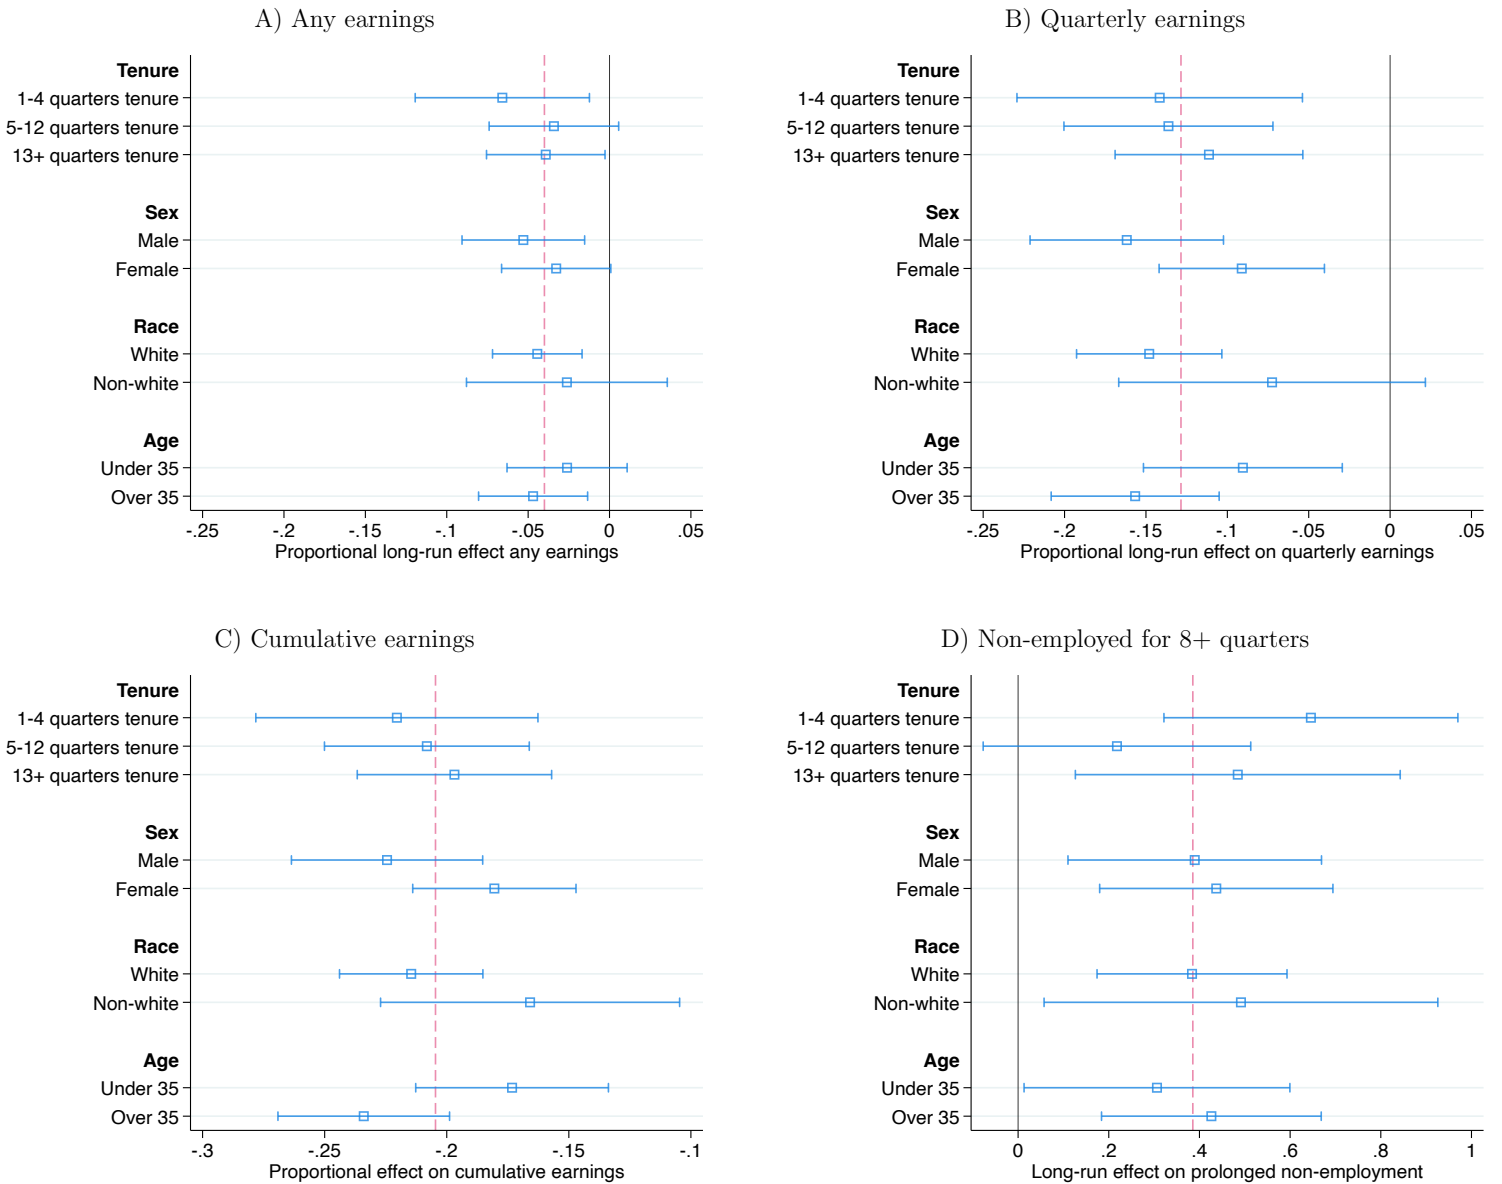 A) Any earnings
Tenure
1-4 quarters tenure
5-12 quarters tenure
13+ quarters tenure
Sex
Male
Female
Race
White
Non-white
Age
Under 35
Over 35
-.25 -.2 -.15 -.1 -.05 0 .05
Proportional long-run effect any earnings
B) Quarterly earnings
Tenure
1-4 quarters tenure
5-12 quarters tenure
13+ quarters tenure
Sex
Male
Female
Race
White
Non-white
Age
Under 35
Over 35
-.25 -.2 -.15 -.1 -.05 0 .05
Proportional long-run effect on quarterly earnings
C) Cumulative earnings
Tenure
1-4 quarters tenure
5-12 quarters tenure
13+ quarters tenure
Sex
Male
Female
Race
White
Non-white
Age
Under 35
Over 35
-.3 -.25 -.2 -.15 -.1
Proportional effect on cumulative earnings
D) Non-employed for 8+ quarters
Tenure
1-4 quarters tenure
5-12 quarters tenure
13+ quarters tenure
Sex
Male
Female
Race
White
Non-white
Age
Under 35
Over 35
0 .2 .4 .6 .8 1
Long-run effect on prolonged non-employment